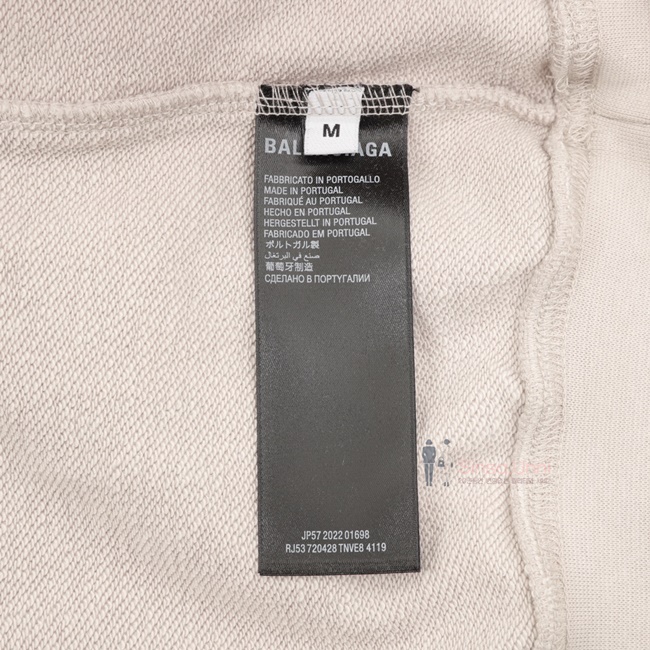 M
FABBRICATO IN PORTOGALLO
MADE IN PORTUGAL
FABRIQUÉ AU PORTUGAL
HECHO EN PORTUGAL
HERGESTELLT IN PORTUGAL
FABRICADO EM PORTUGAL
ポルトガル製
صنع في البرتغال
葡萄牙制造
СДЕЛАНО В ПОРТУГАЛИИ
JP57 2022 01698
RJ53 720428 TNVE8 4119